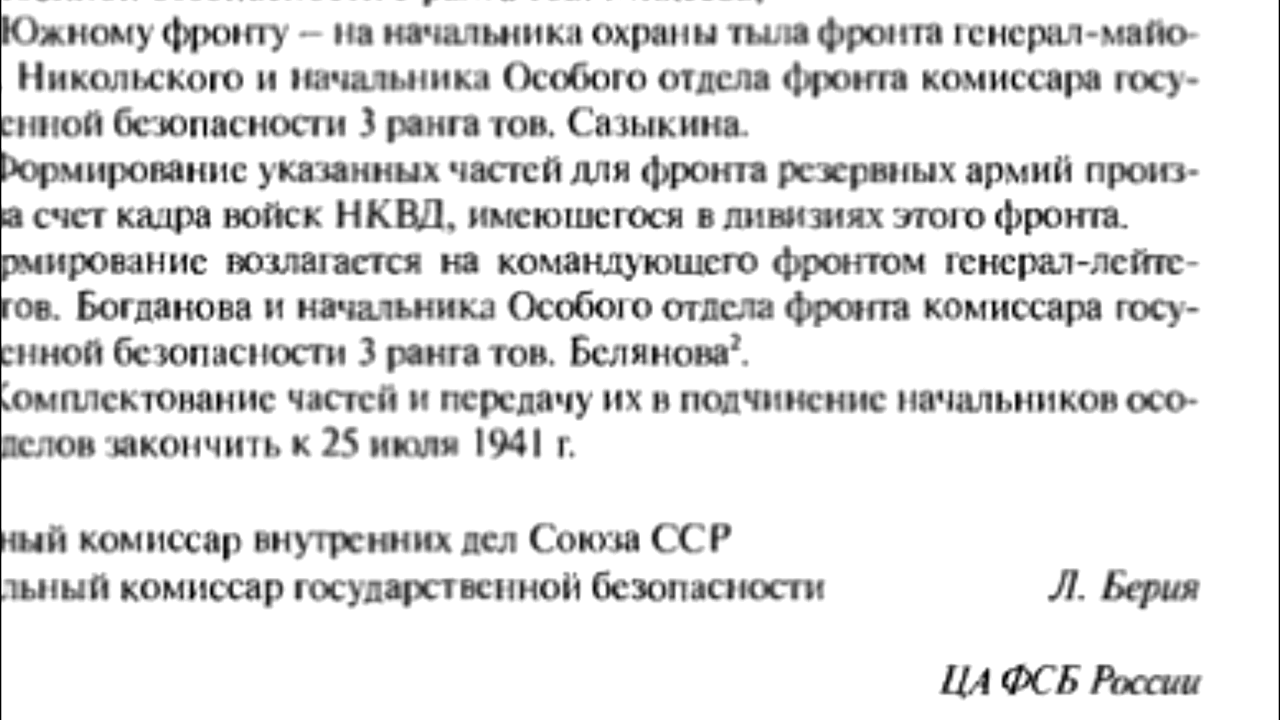 Южному фронту – на начальника охраны тыла фронта генерал-майо-
Никольского и начальника Особого отдела фронта комиссара госу-
енной безопасности 3 ранга тов. Сазыкина.
Формирование указанных частей для фронта резервных армий произ-
за счет кадра войск НКВД, имеющегося в дивизиях этого фронта.
рмирование возлагается на командующего фронтом генерал-лейте-
тов. Богданова и начальника Особого отдела фронта комиссара госу-
енной безопасности 3 ранга тов. Белянова².
Комплектование частей и передачу их в подчинение начальников осо-
делов закончить к 25 июля 1941 г.
ный комиссар внутренних дел Союза ССР
льный комиссар государственной безопасности Л. Берия
ЦА ФСБ России